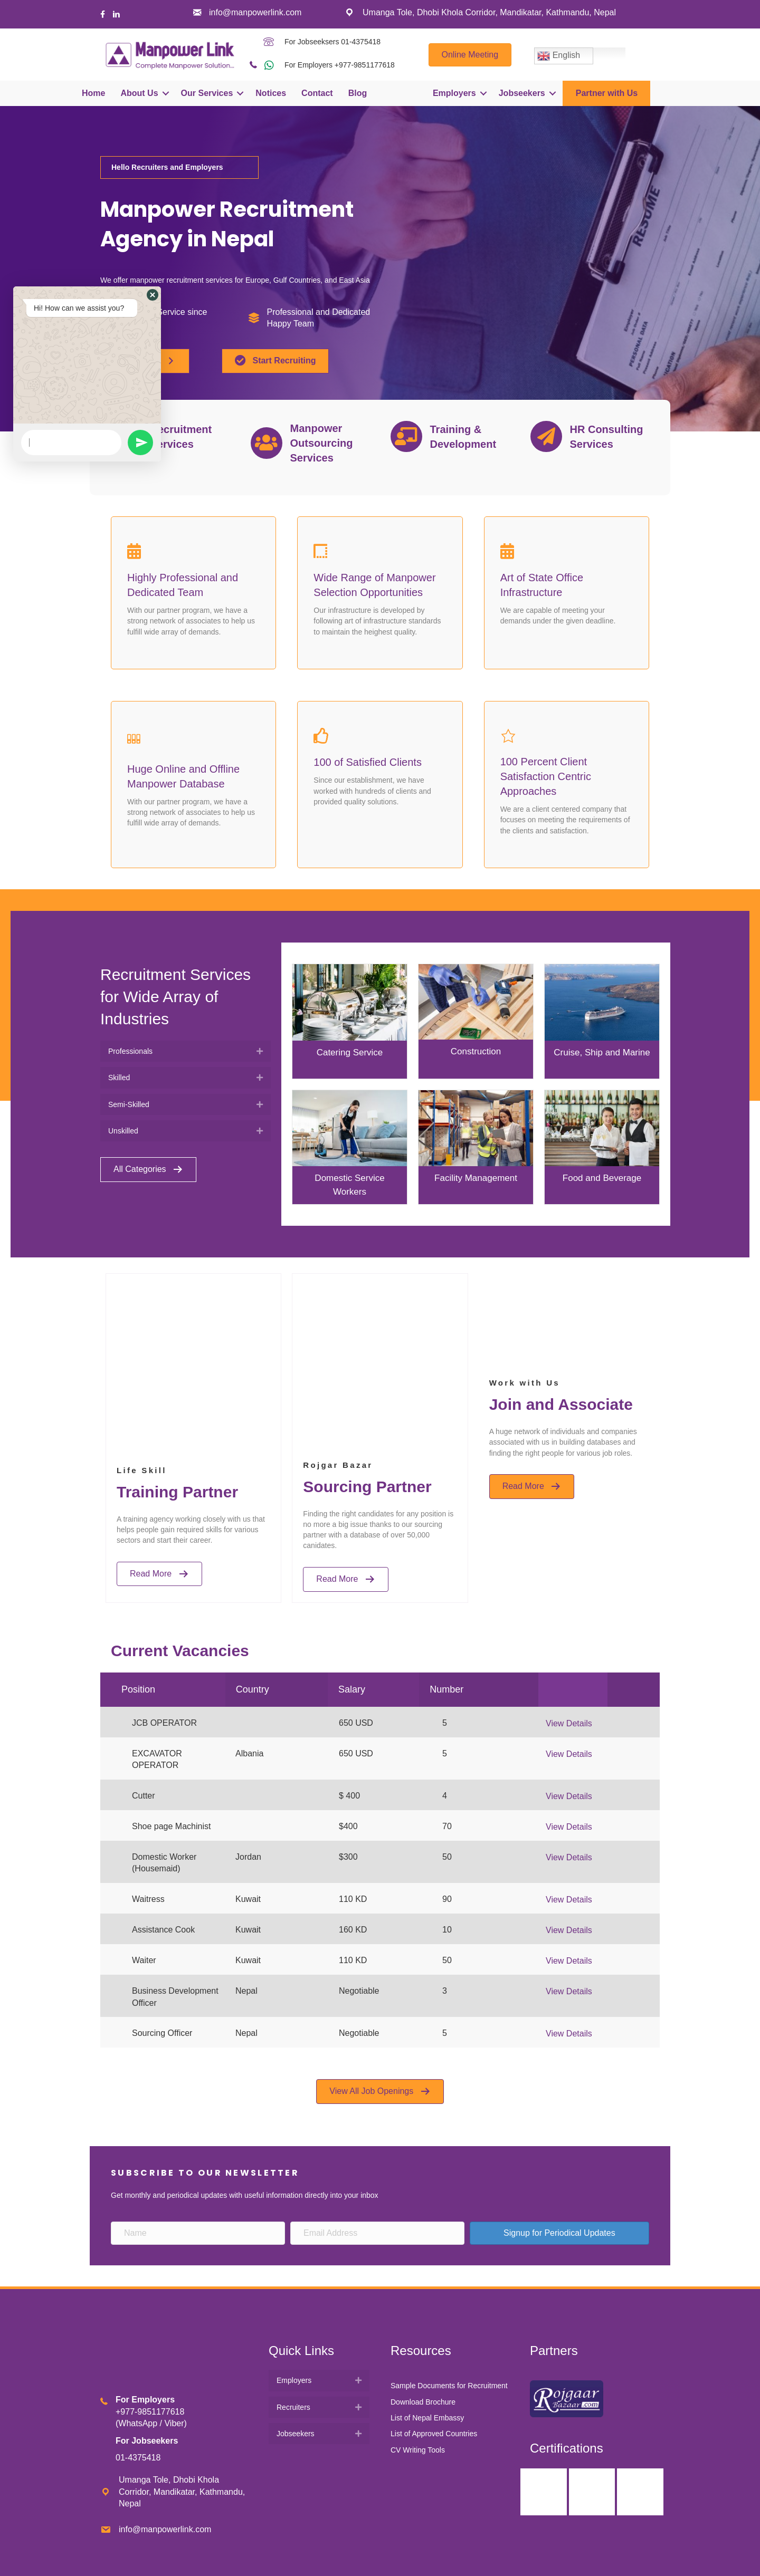 info@manpowerlink.com
Umanga Tole, Dhobi Khola Corridor, Mandikatar, Kathmandu, Nepal
Manpower Link
Complete Manpower Solution...
For Jobseeksers 01-4375418
For Employers +977-9851177618
Online Meeting
English
Home
About Us
Our Services
Notices
Contact
Blog
Employers
Jobseekers
Partner with Us
RESUME
Hello Recruiters and Employers
Manpower Recruitment
Agency in Nepal
We offer manpower recruitment services for Europe, Gulf Countries, and East Asia
Hi! How can we assist you?
Service since
Professional and Dedicated
Happy Team
Start Recruiting
Manpower
Outsourcing
Services
Training &
Development
HR Consulting
Services
Highly Professional and
Dedicated Team
With our partner program, we have a
strong network of associates to help us
fulfill wide array of demands.
Wide Range of Manpower
Selection Opportunities
Our infrastructure is developed by
following art of infrastructure standards
to maintain the heighest quality.
Art of State Office
Infrastructure
We are capable of meeting your
demands under the given deadline.
Huge Online and Offline
Manpower Database
With our partner program, we have a
strong network of associates to help us
fulfill wide array of demands.
100 of Satisfied Clients
Since our establishment, we have
worked with hundreds of clients and
provided quality solutions.
100 Percent Client
Satisfaction Centric
Approaches
We are a client centered company that
focuses on meeting the requirements of
the clients and satisfaction.
Recruitment Services
for Wide Array of
Industries
Professionals
Skilled
Semi-Skilled
Unskilled
All Categories
Catering Service
Construction
Cruise, Ship and Marine
Domestic Service
Workers
Facility Management
Food and Beverage
Life Skill
Training Partner
A training agency working closely with us that
helps people gain required skills for various
sectors and start their career.
Read More
Rojgar Bazar
Sourcing Partner
Finding the right candidates for any position is
no more a big issue thanks to our sourcing
partner with a database of over 50,000
canidates.
Read More
Work with Us
Join and Associate
A huge network of individuals and companies
associated with us in building databases and
finding the right people for various job roles.
Read More
Current Vacancies
Position Country Salary Number
JCB OPERATOR 650 USD 5 View Details
EXCAVATOR OPERATOR Albania 650 USD 5 View Details
Cutter $ 400 4 View Details
Shoe page Machinist $400 70 View Details
Domestic Worker (Housemaid) Jordan $300 50 View Details
Waitress Kuwait 110 KD 90 View Details
Assistance Cook Kuwait 160 KD 10 View Details
Waiter Kuwait 110 KD 50 View Details
Business Development Officer Nepal Negotiable 3 View Details
Sourcing Officer Nepal Negotiable 5 View Details
View All Job Openings
SUBSCRIBE TO OUR NEWSLETTER
Get monthly and periodical updates with useful information directly into your inbox
Name
Email Address
Signup for Periodical Updates
For Employers
+977-9851177618
(WhatsApp / Viber)
For Jobseekers
01-4375418
Umanga Tole, Dhobi Khola
Corridor, Mandikatar, Kathmandu,
Nepal
info@manpowerlink.com
Quick Links
Employers
Recruiters
Jobseekers
Resources
Sample Documents for Recruitment
Download Brochure
List of Nepal Embassy
List of Approved Countries
CV Writing Tools
Partners
Rojgaar
Bazaar.com
Certifications